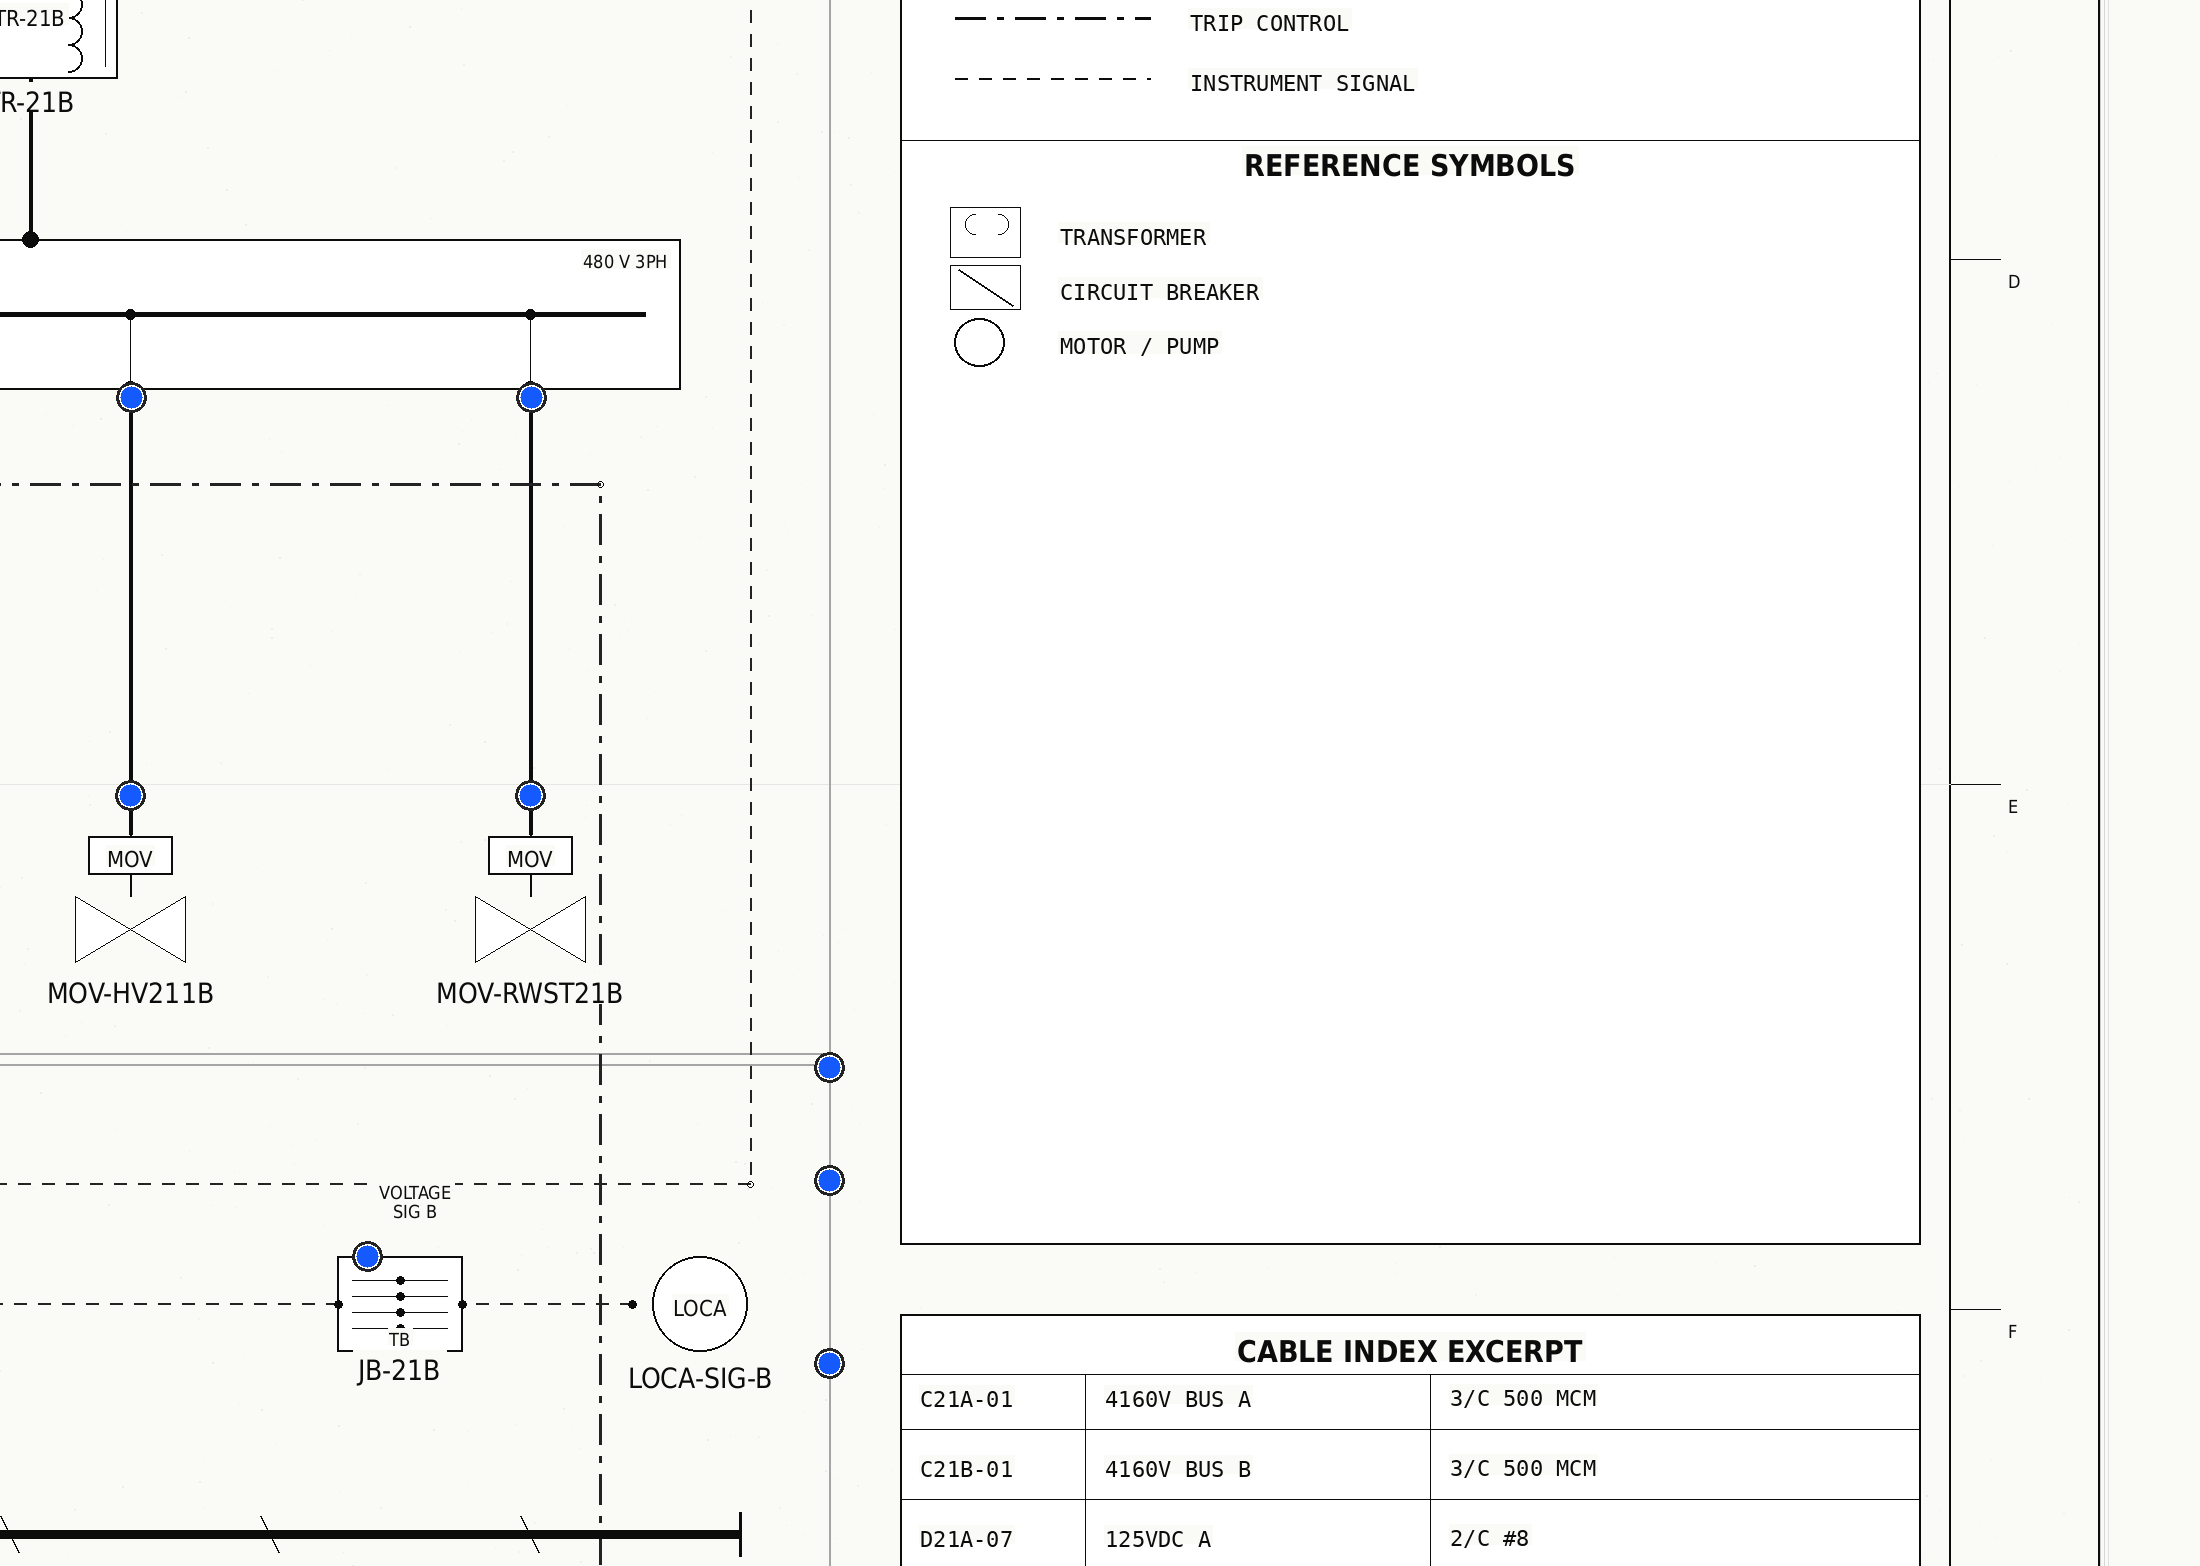 TR-21B
TR-21B
480 V 3PH
MOV
MOV
MOV-HV211B
MOV-RWST21B
VOLTAGE
SIG B
TB
JB-21B
LOCA
LOCA-SIG-B
TRIP CONTROL
INSTRUMENT SIGNAL
REFERENCE SYMBOLS
TRANSFORMER
CIRCUIT BREAKER
MOTOR / PUMP
CABLE INDEX EXCERPT
C21A-01 4160V BUS A 3/C 500 MCM
C21B-01 4160V BUS B 3/C 500 MCM
D21A-07 125VDC A 2/C #8
D
E
F